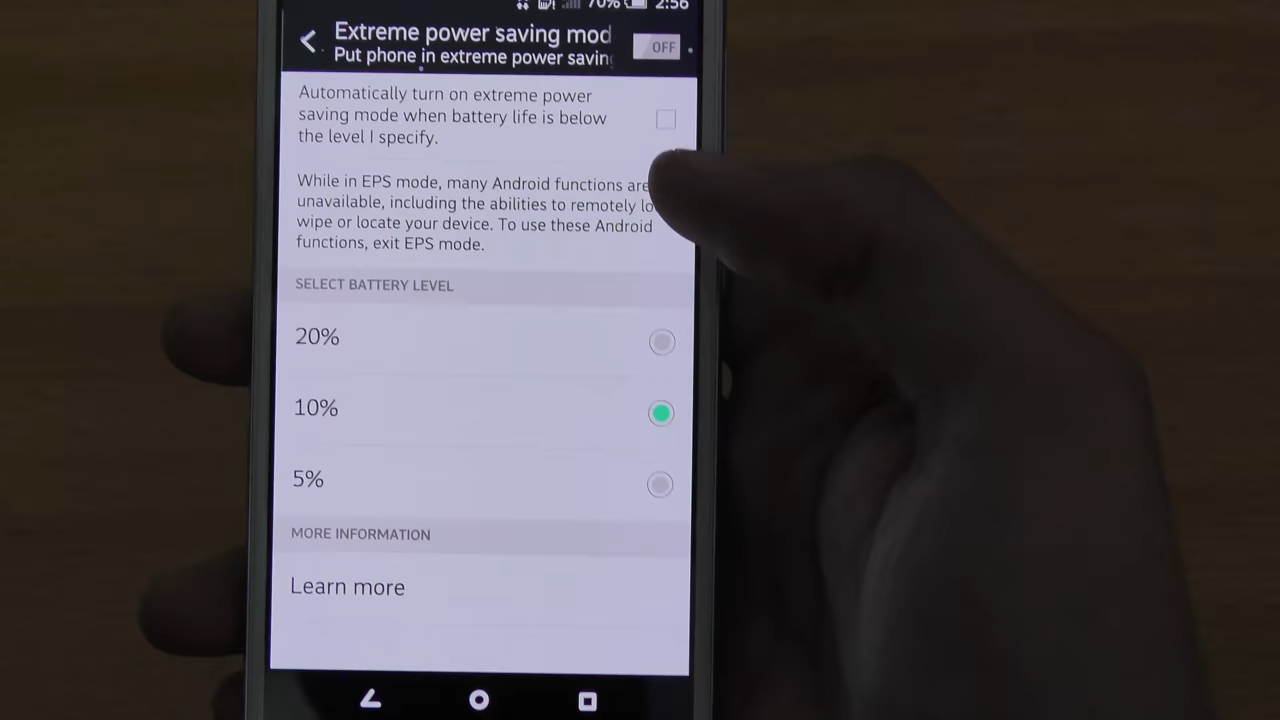 70% 2:56
Extreme power saving mod
Put phone in extreme power saving
OFF
Automatically turn on extreme power
saving mode when battery life is below
the level I specify.
While in EPS mode, many Android functions are
unavailable, including the abilities to remotely lo
wipe or locate your device. To use these Android
functions, exit EPS mode.
SELECT BATTERY LEVEL
20%
10%
5%
MORE INFORMATION
Learn more